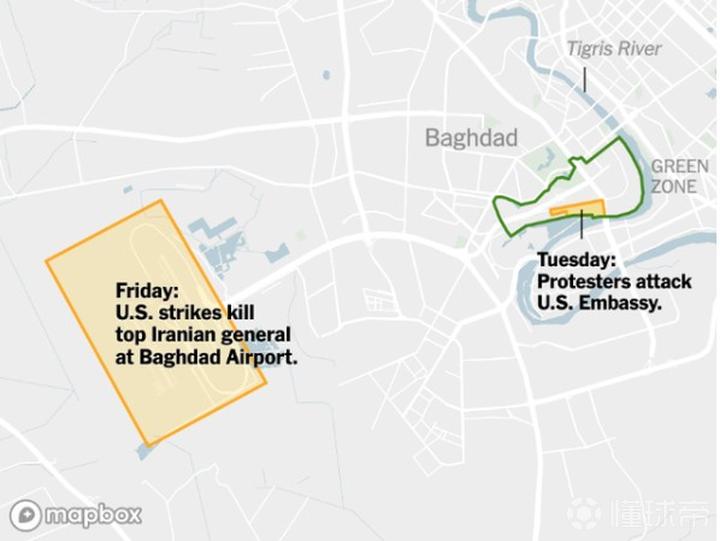 Tigris River
Baghdad
GREEN
ZONE
Tuesday:
Protesters attack
U.S. Embassy.
Friday:
U.S. strikes kill
top Iranian general
at Baghdad Airport.
mapbox
懂球帝